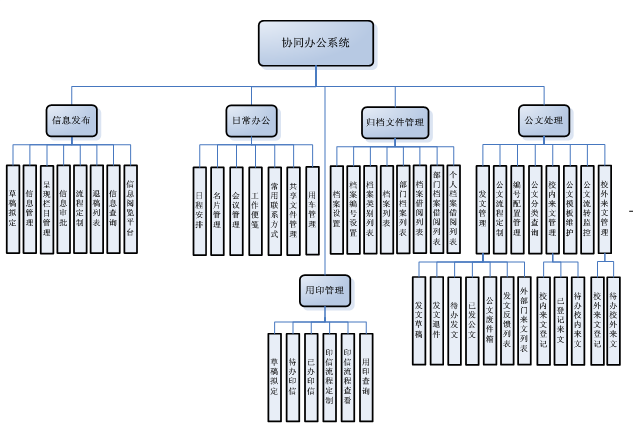 协同办公系统
信息发布
日常办公
归档文件管理
公文处理
草稿拟定
信息管理
呈现栏目管理
信息审批
流程定制
退稿列表
信息查询
信息阅览平台
日程安排
名片管理
会议管理
工作便笺
常用联系方式
共享文件管理
用车管理
档案设置
档案编号设置
档案类别列表
档案列表
部门档案列表
档案借阅列表
部门档案借阅列表
个人档案借阅列表
发文管理
公文流程定制
编号配置管理
公文分类查询
校内来文管理
公文模板维护
公文流转监控
校外来文管理
用印管理
发文草稿
发文退件
待办发文
已发公文
公文废件箱
发文反馈列表
外部门来文列表
校内来文登记
已登记来文
待办校内来文
校外来文登记
待办校外来文
草稿拟定
待办印信
已办印信
印信流程定制
印信流程查看
用印查询